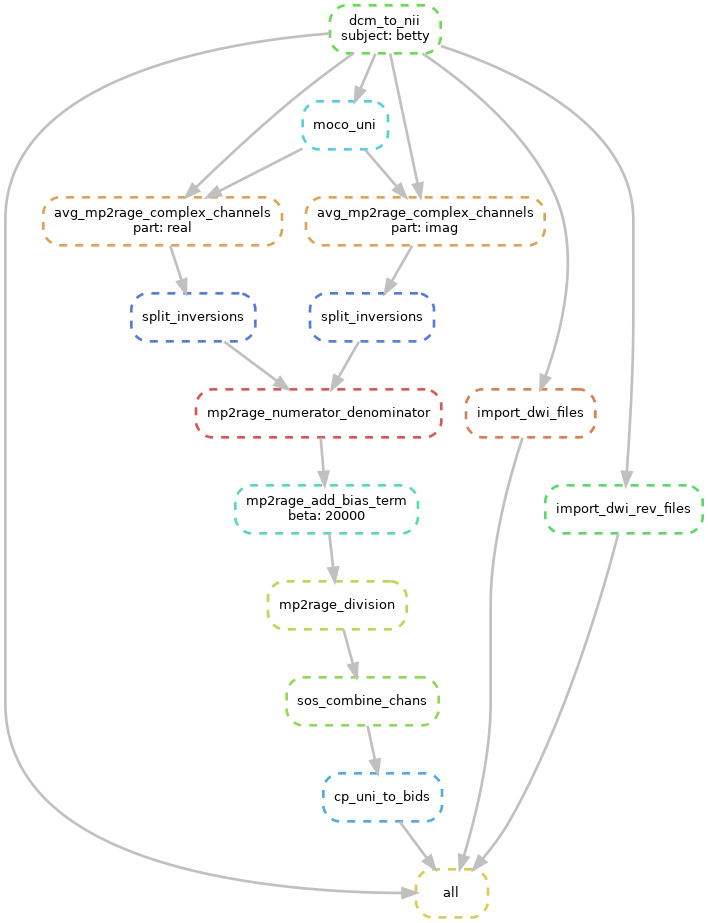 dcm_to_nii
subject: betty
moco_uni
avg_mp2rage_complex_channels
part: real
avg_mp2rage_complex_channels
part: imag
split_inversions
split_inversions
mp2rage_numerator_denominator
import_dwi_files
mp2rage_add_bias_term
beta: 20000
import_dwi_rev_files
mp2rage_division
sos_combine_chans
cp_uni_to_bids
all